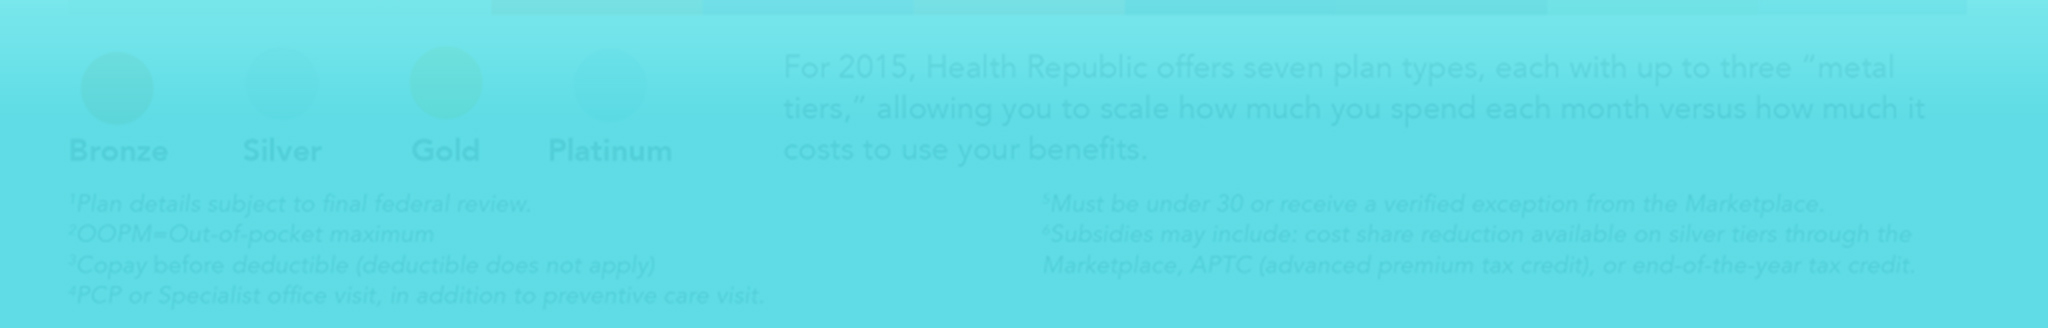 Bronze Silver Gold Platinum
For 2015, Health Republic offers seven plan types, each with up to three “metal
tiers,” allowing you to scale how much you spend each month versus how much it
costs to use your benefits.
¹Plan details subject to final federal review.
²OOPM=Out-of-pocket maximum
³Copay before deductible (deductible does not apply)
⁴PCP or Specialist office visit, in addition to preventive care visit.
⁵Must be under 30 or receive a verified exception from the Marketplace.
⁶Subsidies may include: cost share reduction available on silver tiers through the
Marketplace, APTC (advanced premium tax credit), or end-of-the-year tax credit.